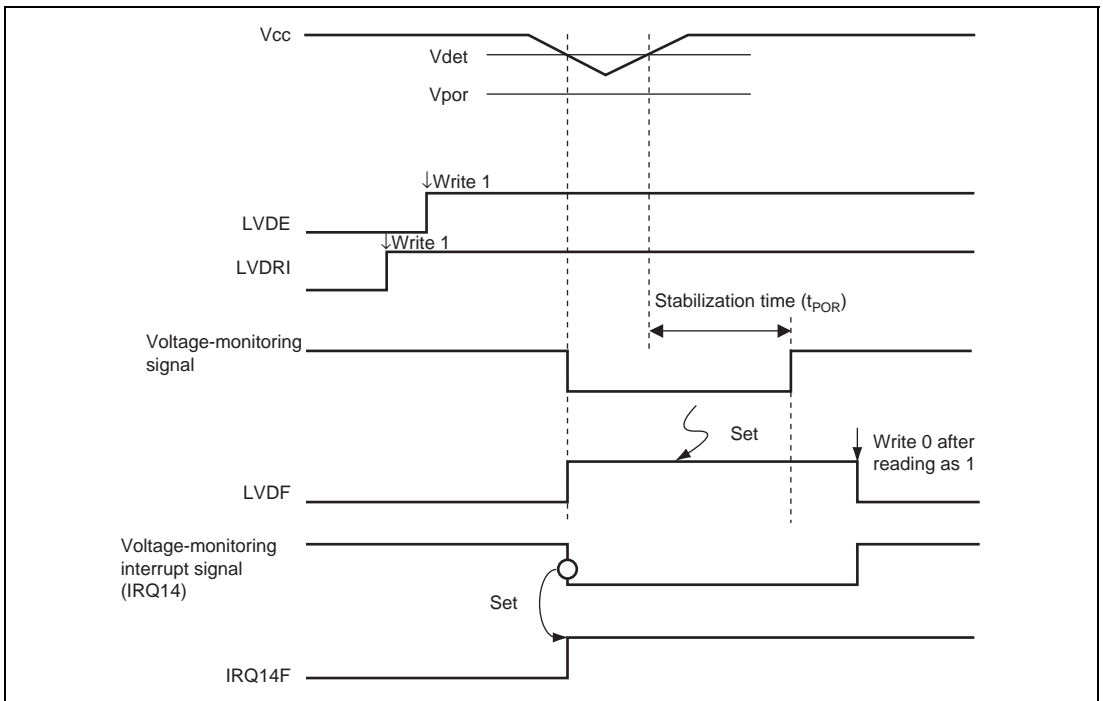 Vcc
Vdet
Vpor
↓Write 1
LVDE
↓Write 1
LVDRI
Stabilization time (tPOR)
Voltage-monitoring
signal
Set
Write 0 after
reading as 1
LVDF
Voltage-monitoring
interrupt signal
(IRQ14)
Set
IRQ14F